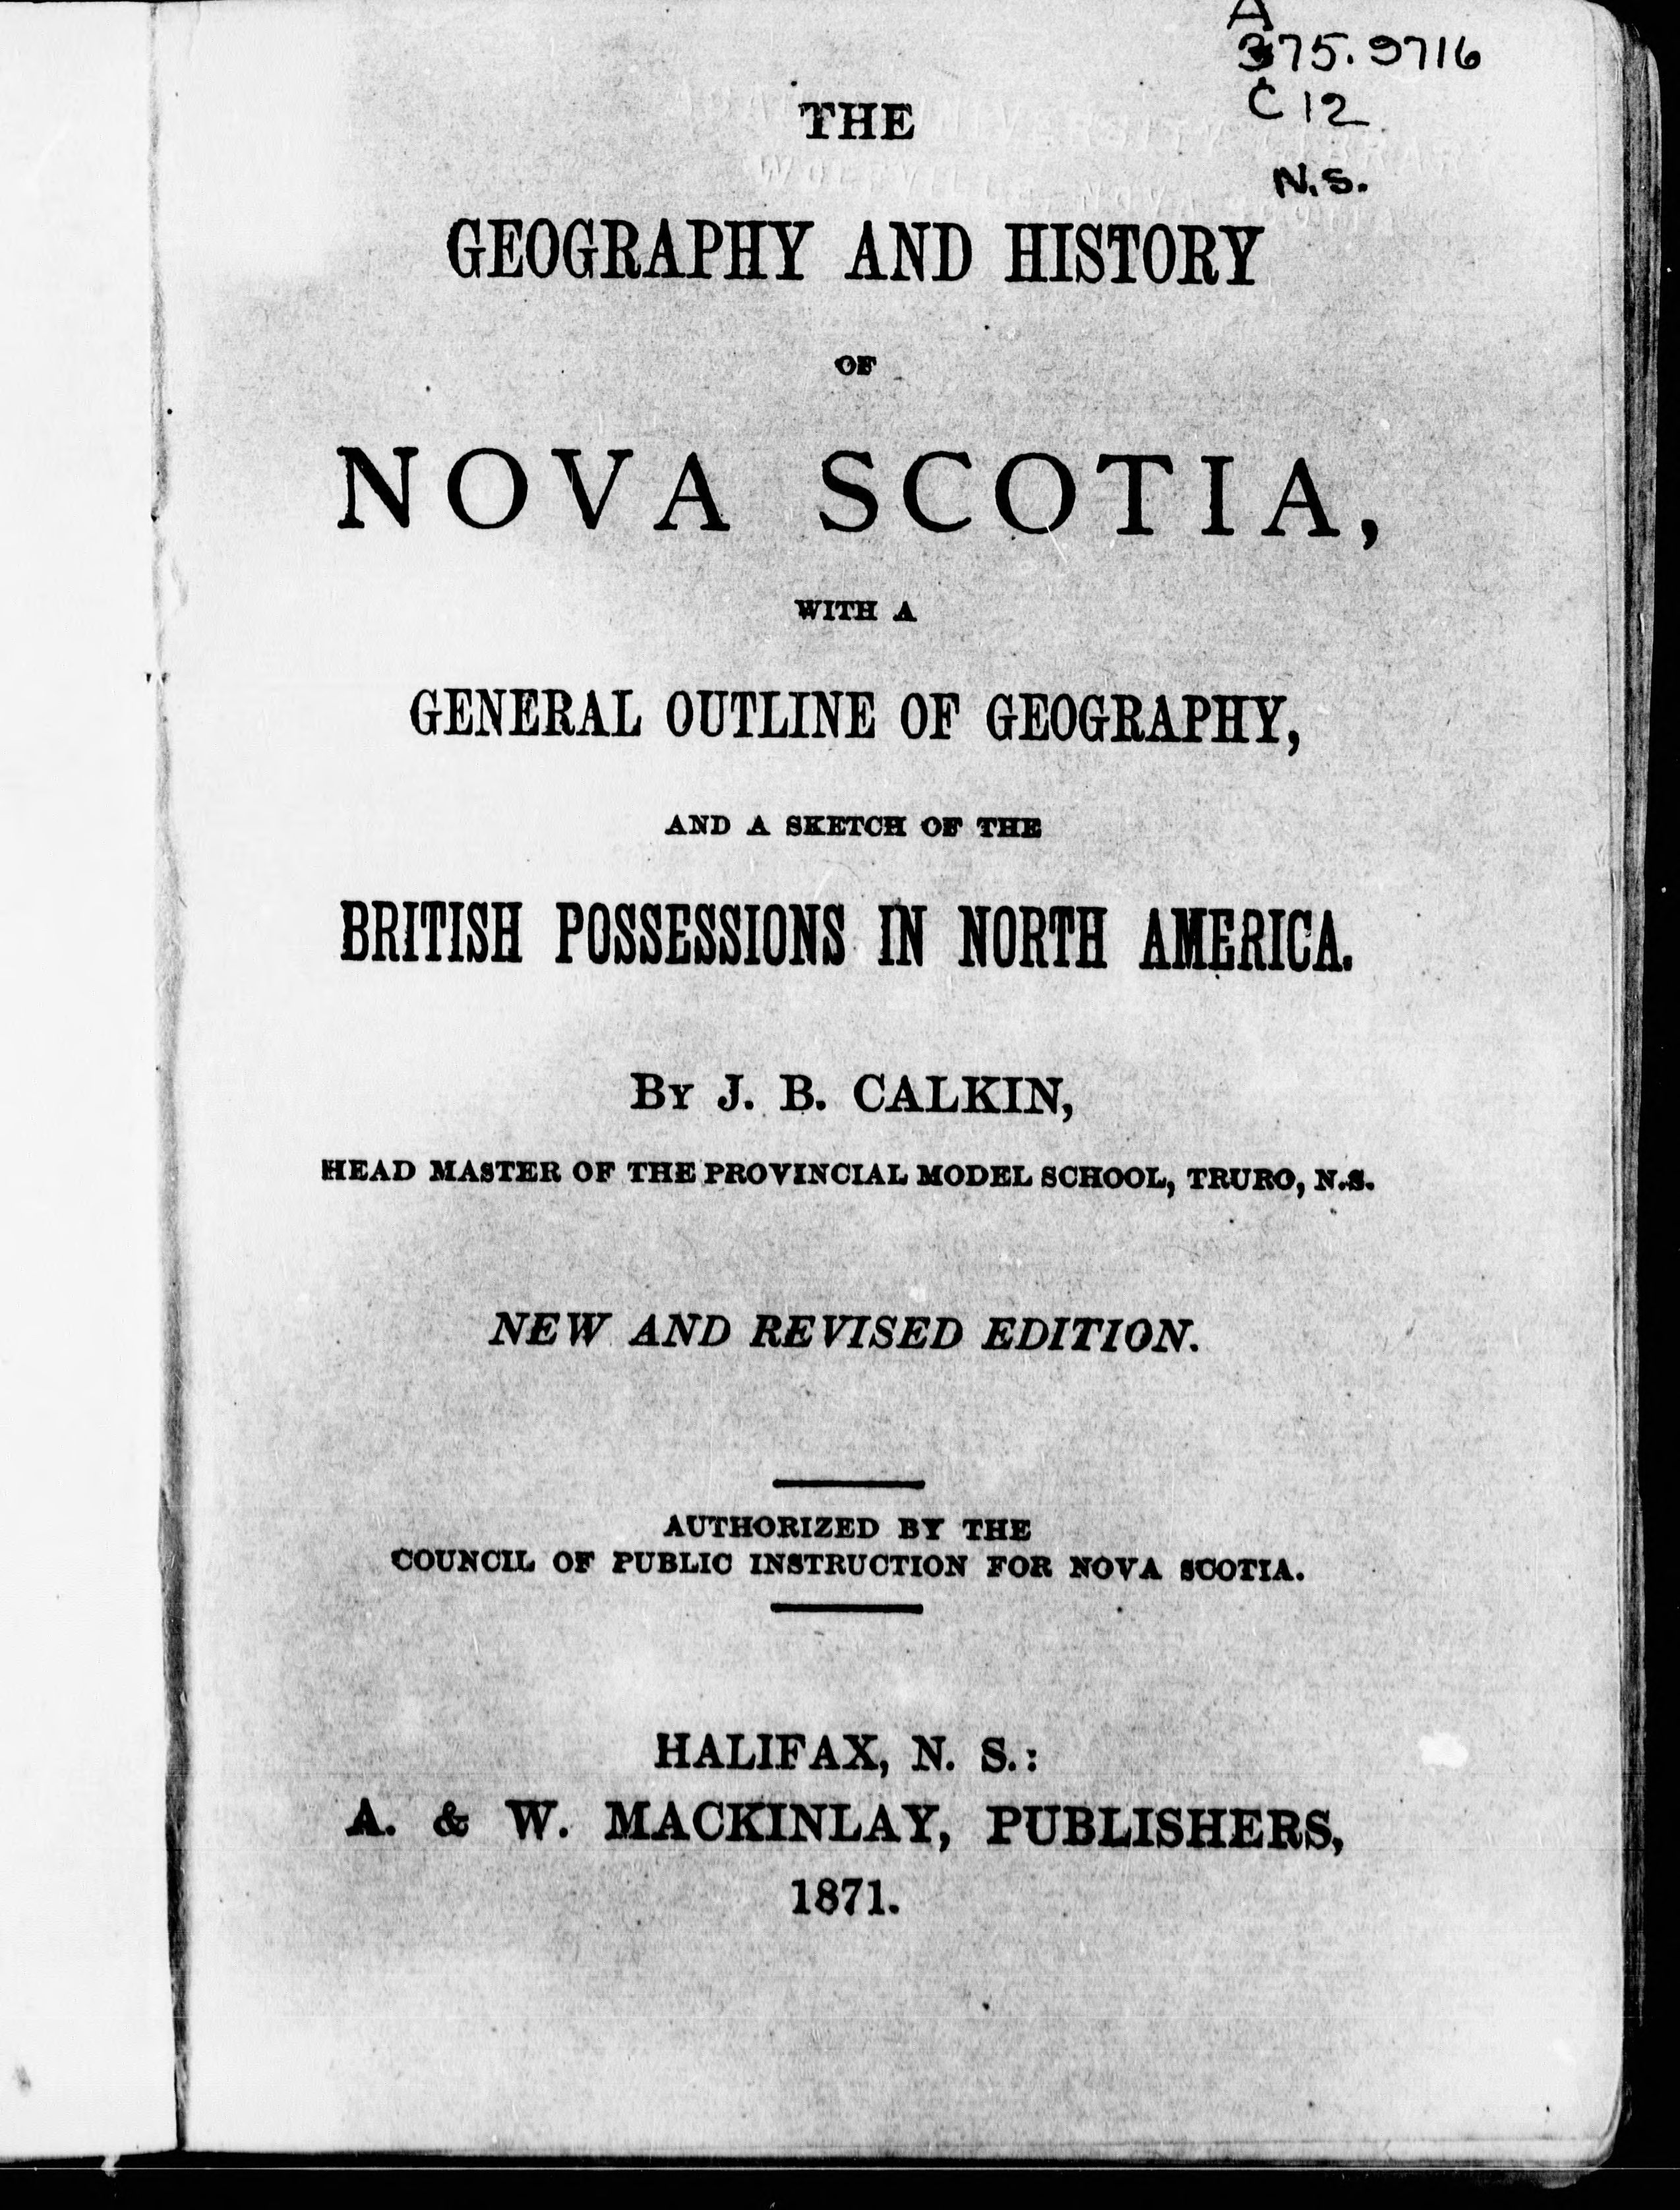 A
375.9716
C12
N.S.
THE
GEOGRAPHY AND HISTORY
OF
NOVA SCOTIA,
WITH A
GENERAL OUTLINE OF GEOGRAPHY,
AND A SKETCH OF THE
BRITISH POSSESSIONS IN NORTH AMERICA.
BY J. B. CALKIN,
HEAD MASTER OF THE PROVINCIAL MODEL SCHOOL, TRURO, N.S.
NEW AND REVISED EDITION.
AUTHORIZED BY THE
COUNCIL OF PUBLIC INSTRUCTION FOR NOVA SCOTIA.
HALIFAX, N. S.:
A. & W. MACKINLAY, PUBLISHERS,
1871.